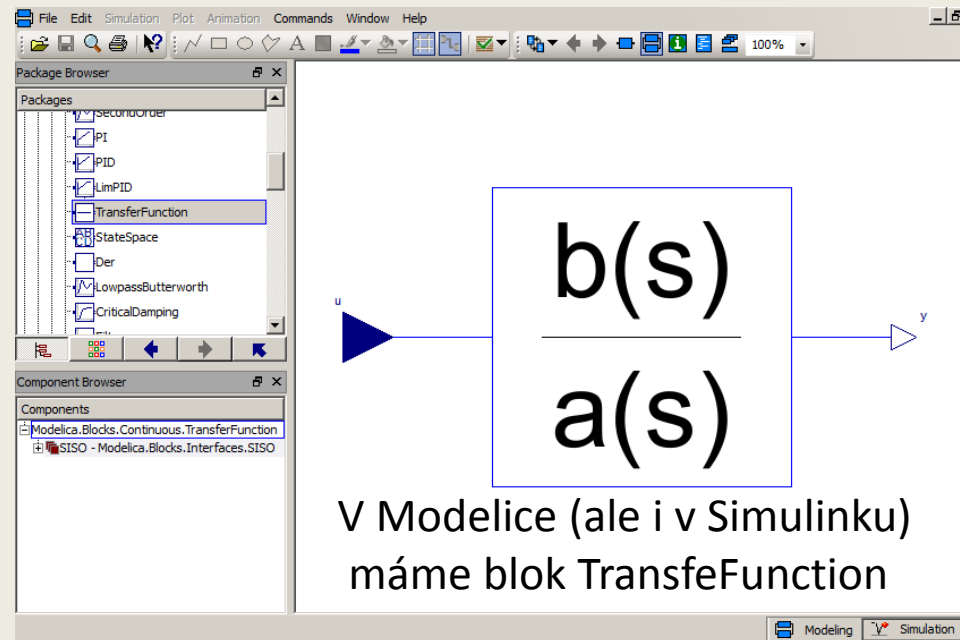 File Edit Simulation Plot Animation Commands Window Help
A 100%
Package Browser
Packages
SecondOrder
PI
PID
LimPID
TransferFunction
StateSpace
Der
LowpassButterworth
CriticalDamping
Component Browser
Components
Modelica.Blocks.Continuous.TransferFunction
SISO - Modelica.Blocks.Interfaces.SISO
u
b(s)
a(s)
y
V Modelice (ale i v Simulinku)
máme blok TransfeFunction
Modeling Simulation